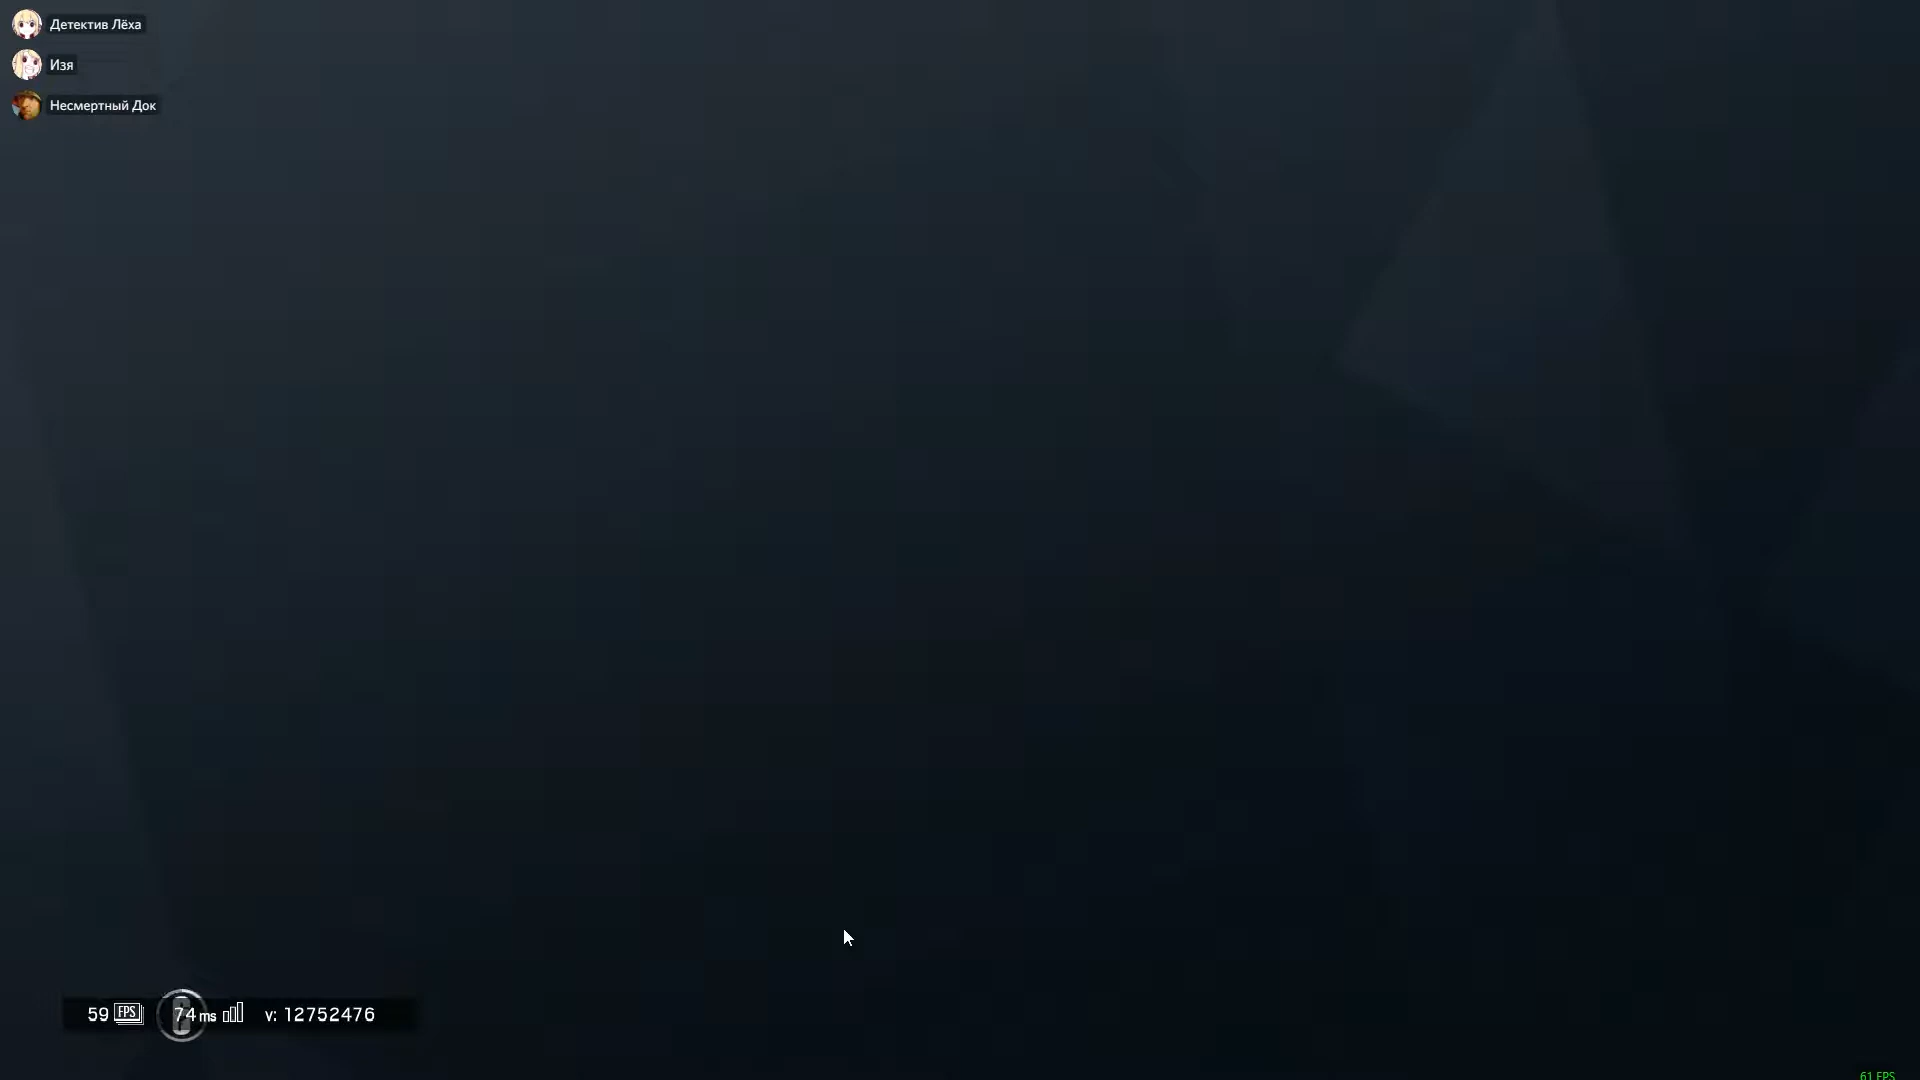 Детектив Лёха
Изя
Несмертный Док
59 FPS 74 ms v: 12752476
61 FPS